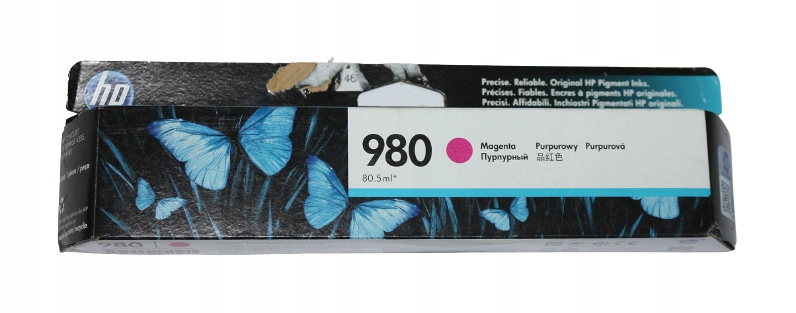 hp
46
Precise. Reliable. Original HP Pigment Inks.
Précises. Fiables. Encres à pigments HP originales.
Precisi. Affidabili. Inchiostri Pigmentati HP originali.
980
80.5ml*
Magenta Purpurowy Purpurová
Пурпурный 品紅色
980